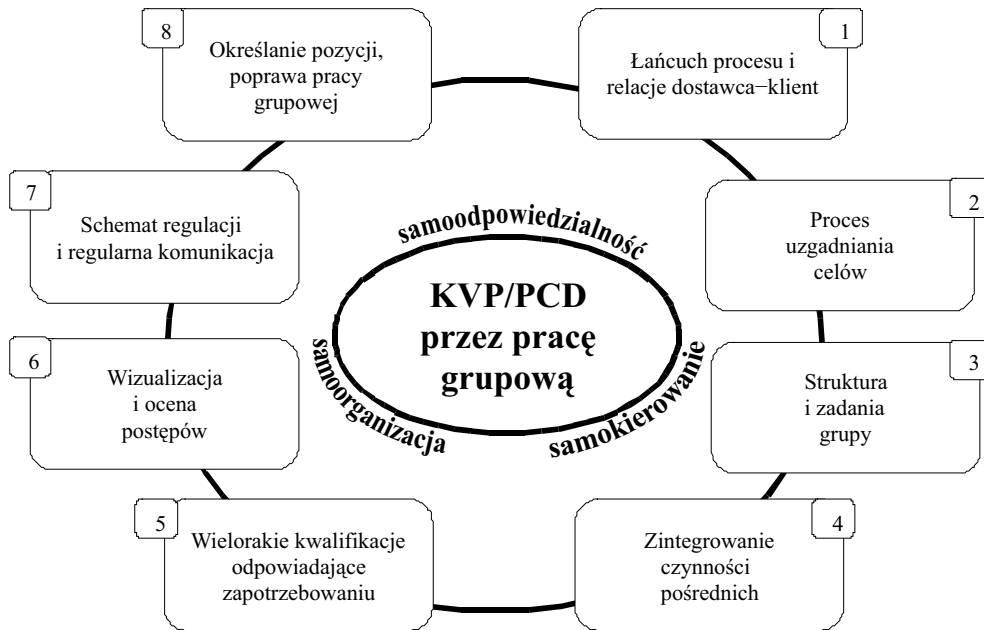 8
Określanie pozycji,
poprawa pracy
grupowej
1
Łańcuch procesu i
relacje dostawca−klient
7
Schemat regulacji
i regularna komunikacja
2
Proces
uzgadniania
celów
samoodpowiedzialność
KVP/PCD
przez pracę
grupową
samoorganizacja
samokierowanie
6
Wizualizacja
i ocena
postępów
3
Struktura
i zadania
grupy
5
Wielorakie kwalifikacje
odpowiadające
zapotrzebowaniu
4
Zintegrowanie
czynności
pośrednich